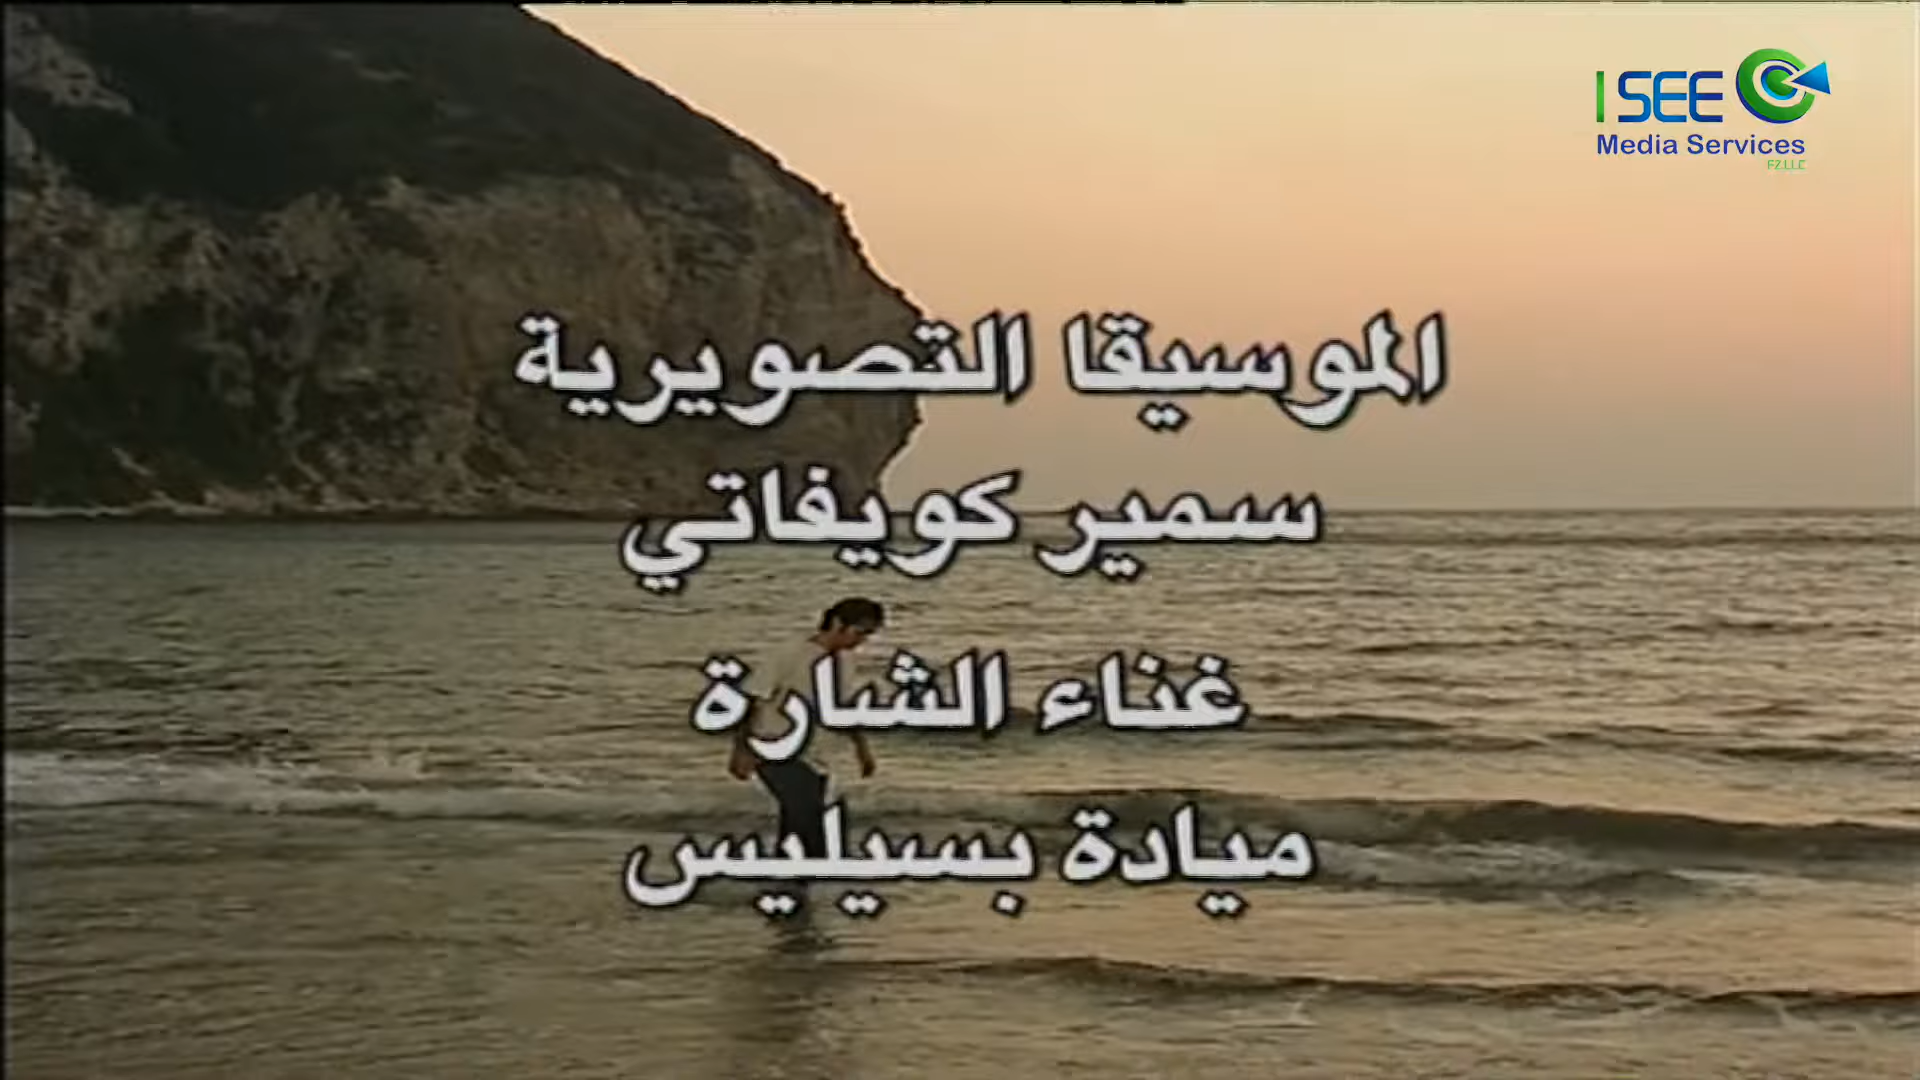 I SEE
Media Services
FZ.LLC
الموسيقا التصويرية
سمير كويفاتي
غناء الشارة
ميادة بسيليس